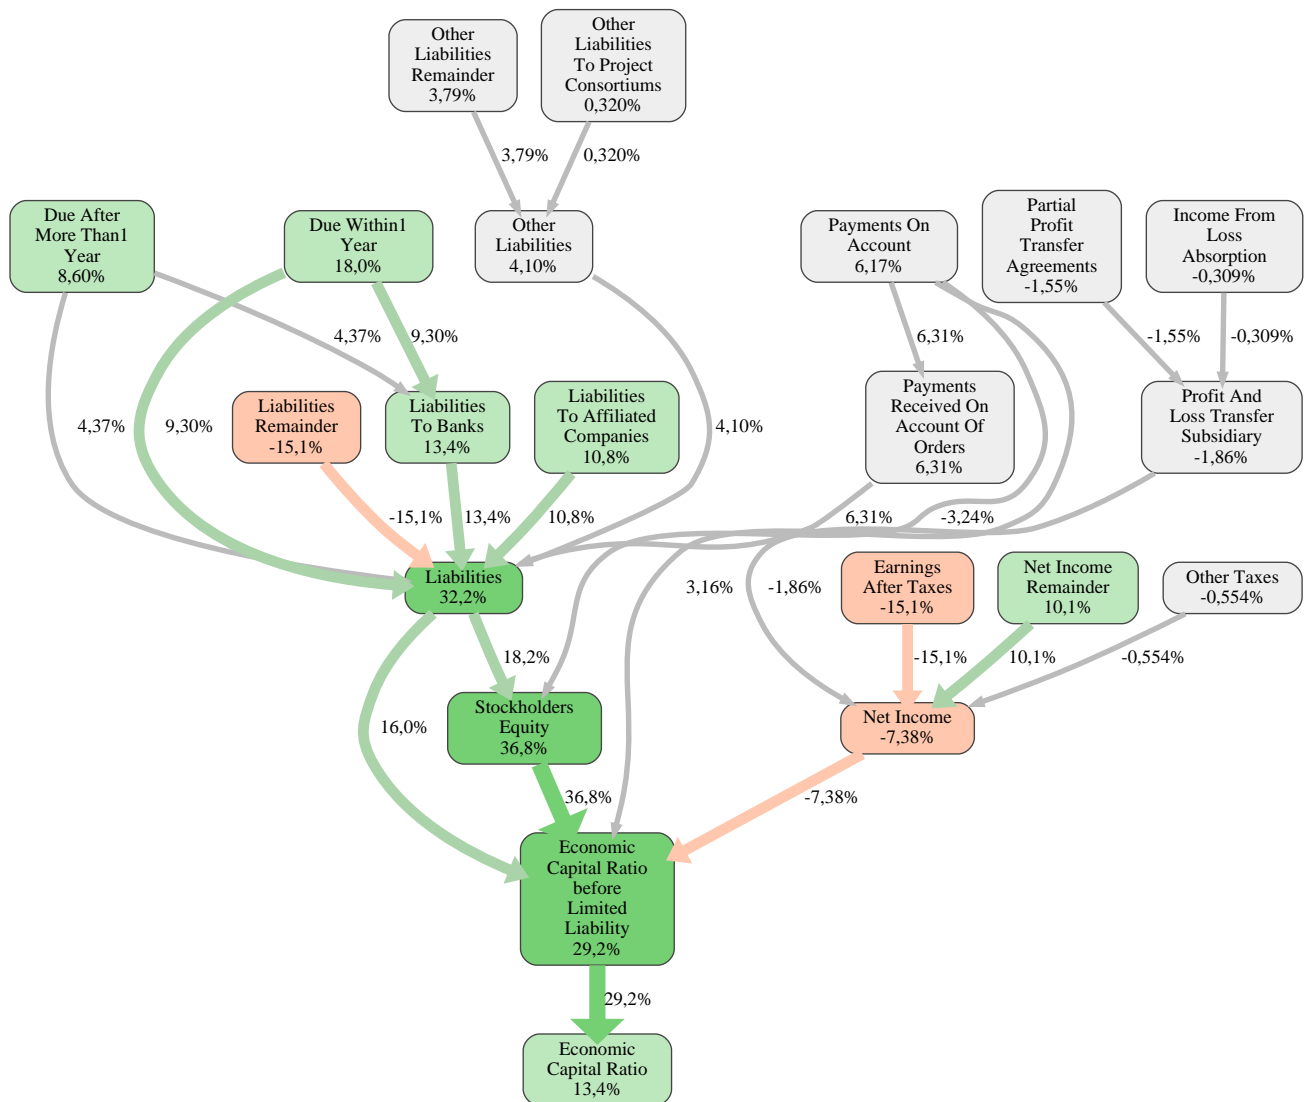 Other
Liabilities
Remainder
3,79%
Other
Liabilities
To Project
Consortiums
0,320%
3,79%
0,320%
Due After
More Than1
Year
8,60%
Due Within1
Year
18,0%
Other
Liabilities
4,10%
Payments On
Account
6,17%
Partial
Profit
Transfer
Agreements
-1,55%
Income From
Loss
Absorption
-0,309%
4,37%
9,30%
6,31%
-1,55%
-0,309%
4,37%
9,30%
Liabilities
Remainder
-15,1%
Liabilities
To Banks
13,4%
Liabilities
To Affiliated
Companies
10,8%
4,10%
Payments
Received On
Account Of
Orders
6,31%
Profit And
Loss Transfer
Subsidiary
-1,86%
-15,1%
13,4%
10,8%
6,31%
-3,24%
Liabilities
32,2%
3,16%
-1,86%
Earnings
After Taxes
-15,1%
Net Income
Remainder
10,1%
Other Taxes
-0,554%
18,2%
-15,1%
10,1%
-0,554%
16,0%
Stockholders
Equity
36,8%
Net Income
-7,38%
36,8%
-7,38%
Economic
Capital Ratio
before
Limited
Liability
29,2%
29,2%
Economic
Capital Ratio
13,4%